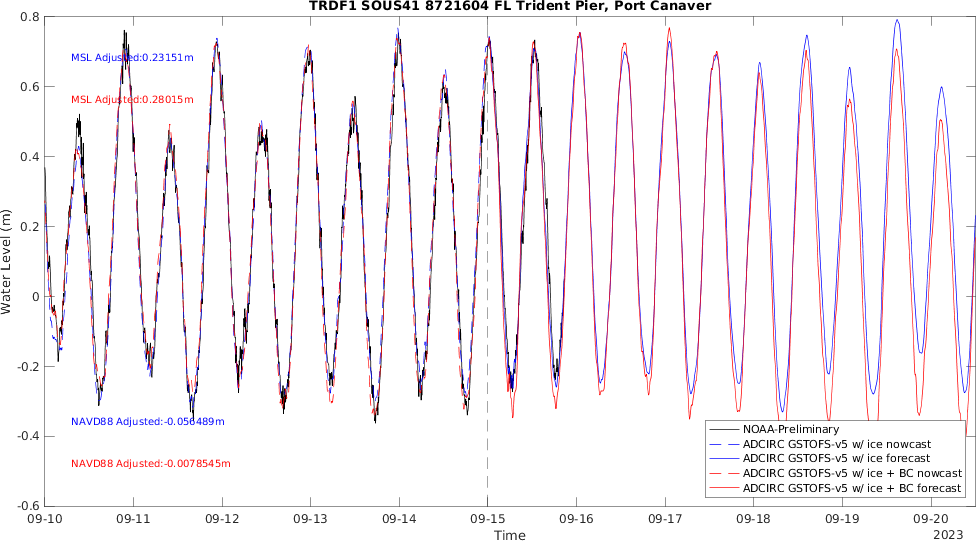 TRDF1 SOUS41 8721604 FL Trident Pier, Port Canaver
0.8
0.6
0.4
0.2
0
-0.2
-0.4
-0.6
Water Level (m)
MSL Adjusted:0.23151m
MSL Adjusted:0.28015m
NAVD88 Adjusted:-0.056489m
NAVD88 Adjusted:-0.0078545m
NOAA-Preliminary
ADCIRC GSTOFS-v5 w/ ice nowcast
ADCIRC GSTOFS-v5 w/ ice forecast
ADCIRC GSTOFS-v5 w/ ice + BC nowcast
ADCIRC GSTOFS-v5 w/ ice + BC forecast
09-10 09-11 09-12 09-13 09-14 09-15 09-16 09-17 09-18 09-19 09-20
Time
2023